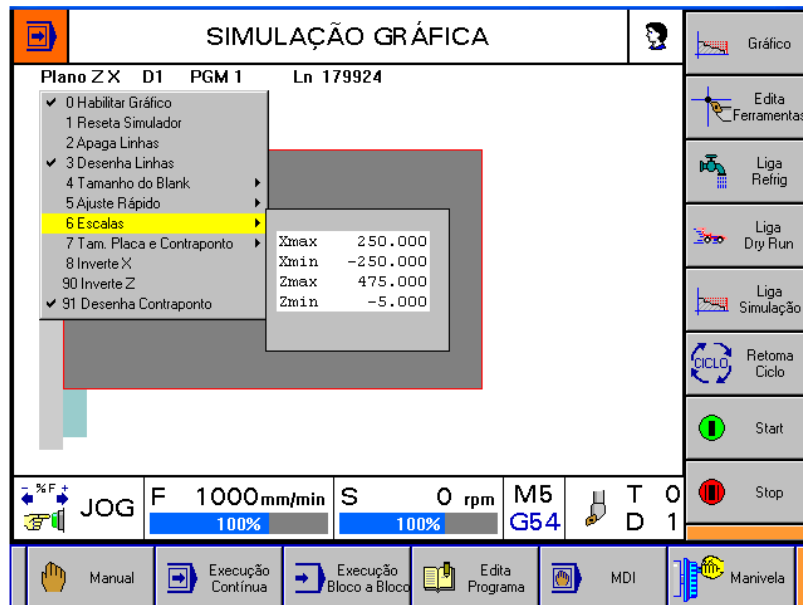 SIMULAÇÃO GRÁFICA
Plano Z X D1 PGM 1 Ln 179924
0 Habilitar Gráfico
1 Reseta Simulador
2 Apaga Linhas
3 Desenha Linhas
4 Tamanho do Blank
5 Ajuste Rápido
6 Escalas
7 Tam. Placa e Contraponto
8 Inverte X
90 Inverte Z
91 Desenha Contraponto
Xmax 250.000
Xmin -250.000
Zmax 475.000
Zmin -5.000
Gráfico
Edita
Ferramentas
Liga
Refrig
Liga
Dry Run
Liga
Simulação
CICLO
Retoma
Ciclo
Start
Stop
- %F +
JOG
F 1000 mm/min
100%
S 0 rpm
100%
M5
G54
T 0
D 1
Manual
Execução
Contínua
Execução
Bloco a Bloco
Edita
Programa
MDI
Manivela